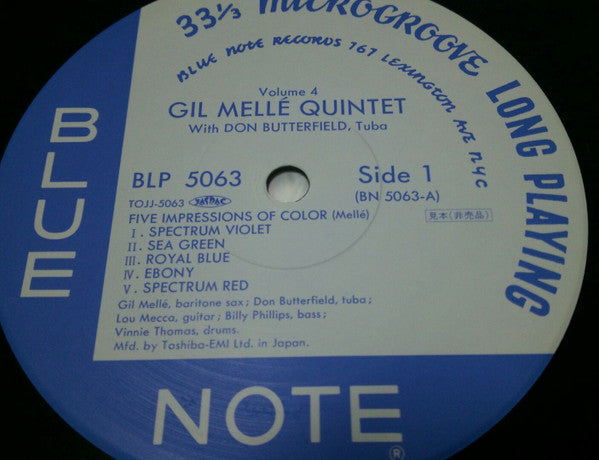 33⅓ MICROGROOVE LONG PLAYING
BLUE NOTE RECORDS 767 LEXINGTON AVE N.Y.C
Volume 4
GIL MELLÉ QUINTET
With DON BUTTERFIELD, Tuba
BLP 5063
Side 1
TOJJ-5063
JASRAC
(BN 5063-A)
FIVE IMPRESSIONS OF COLOR (Mellé)
見本(非売品)
I. SPECTRUM VIOLET
II. SEA GREEN
III. ROYAL BLUE
IV. EBONY
V. SPECTRUM RED
Gil Mellé, baritone sax; Don Butterfield, tuba;
Lou Mecca, guitar; Billy Phillips, bass;
Vinnie Thomas, drums.
Mfd. by Toshiba-EMI Ltd. in Japan.
BLUE
NOTE®